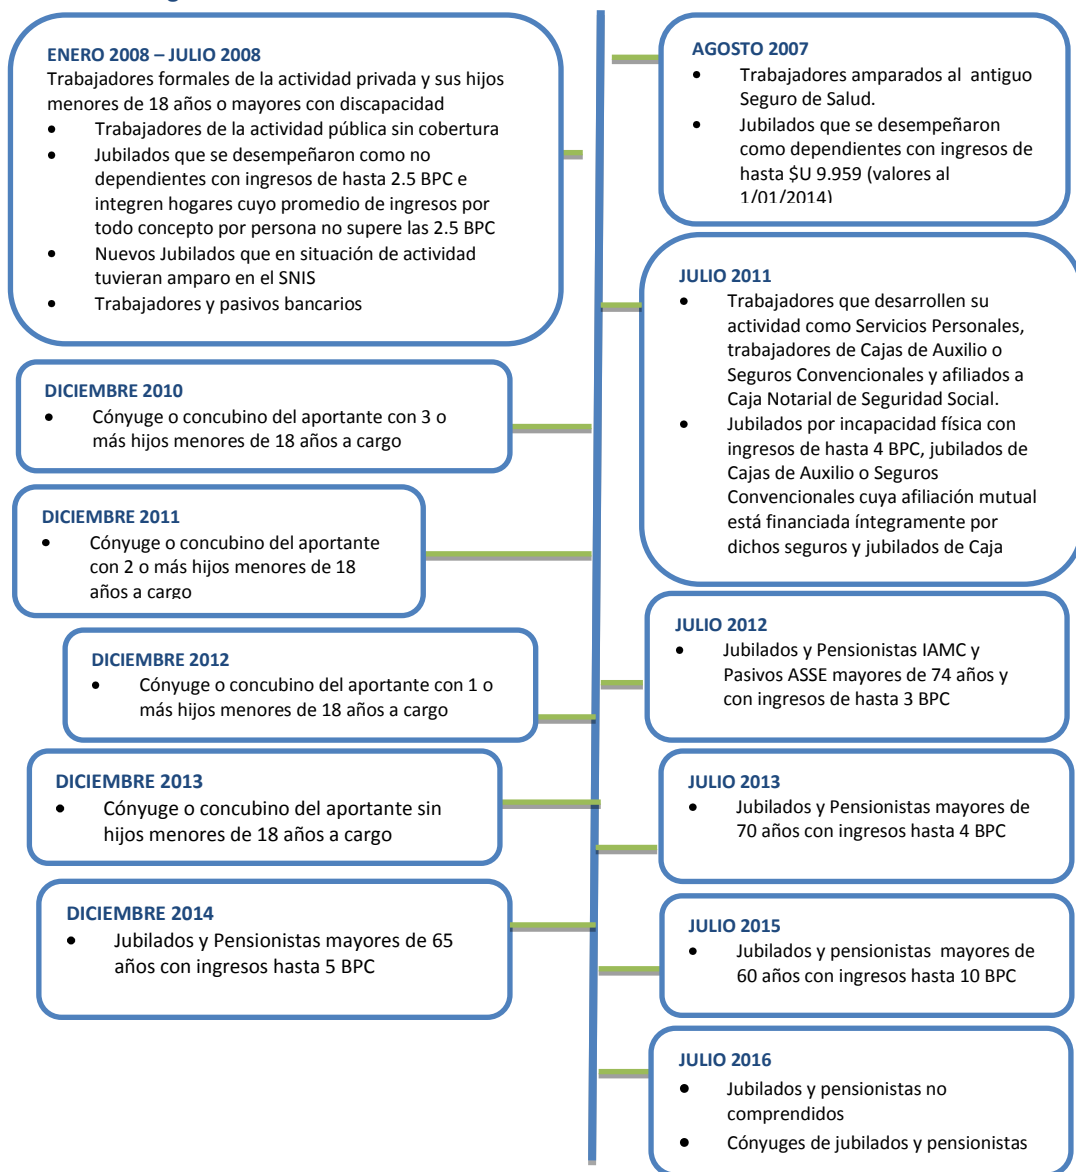 ENERO 2008 – JULIO 2008
Trabajadores formales de la actividad privada y sus hijos
menores de 18 años o mayores con discapacidad
• Trabajadores de la actividad pública sin cobertura
• Jubilados que se desempeñaron como no
dependientes con ingresos de hasta 2.5 BPC e
integren hogares cuyo promedio de ingresos por
todo concepto por persona no supere las 2.5 BPC
• Nuevos Jubilados que en situación de actividad
tuvieran amparo en el SNIS
• Trabajadores y pasivos bancarios
AGOSTO 2007
• Trabajadores amparados al antiguo
Seguro de Salud.
• Jubilados que se desempeñaron
como dependientes con ingresos de
hasta $U 9.959 (valores al
1/01/2014)
JULIO 2011
• Trabajadores que desarrollen su
actividad como Servicios Personales,
trabajadores de Cajas de Auxilio o
Seguros Convencionales y afiliados a
Caja Notarial de Seguridad Social.
• Jubilados por incapacidad física con
ingresos de hasta 4 BPC, jubilados de
Cajas de Auxilio o Seguros
Convencionales cuya afiliación mutual
está financiada íntegramente por
dichos seguros y jubilados de Caja
DICIEMBRE 2010
• Cónyuge o concubino del aportante con 3 o
más hijos menores de 18 años a cargo
DICIEMBRE 2011
• Cónyuge o concubino del aportante
con 2 o más hijos menores de 18
años a cargo
JULIO 2012
• Jubilados y Pensionistas IAMC y
Pasivos ASSE mayores de 74 años y
con ingresos de hasta 3 BPC
DICIEMBRE 2012
• Cónyuge o concubino del aportante con 1 o
más hijos menores de 18 años a cargo
DICIEMBRE 2013
• Cónyuge o concubino del aportante sin
hijos menores de 18 años a cargo
JULIO 2013
• Jubilados y Pensionistas mayores de
70 años con ingresos hasta 4 BPC
DICIEMBRE 2014
• Jubilados y Pensionistas mayores de 65
años con ingresos hasta 5 BPC
JULIO 2015
• Jubilados y pensionistas mayores de
60 años con ingresos hasta 10 BPC
JULIO 2016
• Jubilados y pensionistas no
comprendidos
• Cónyuges de jubilados y pensionistas